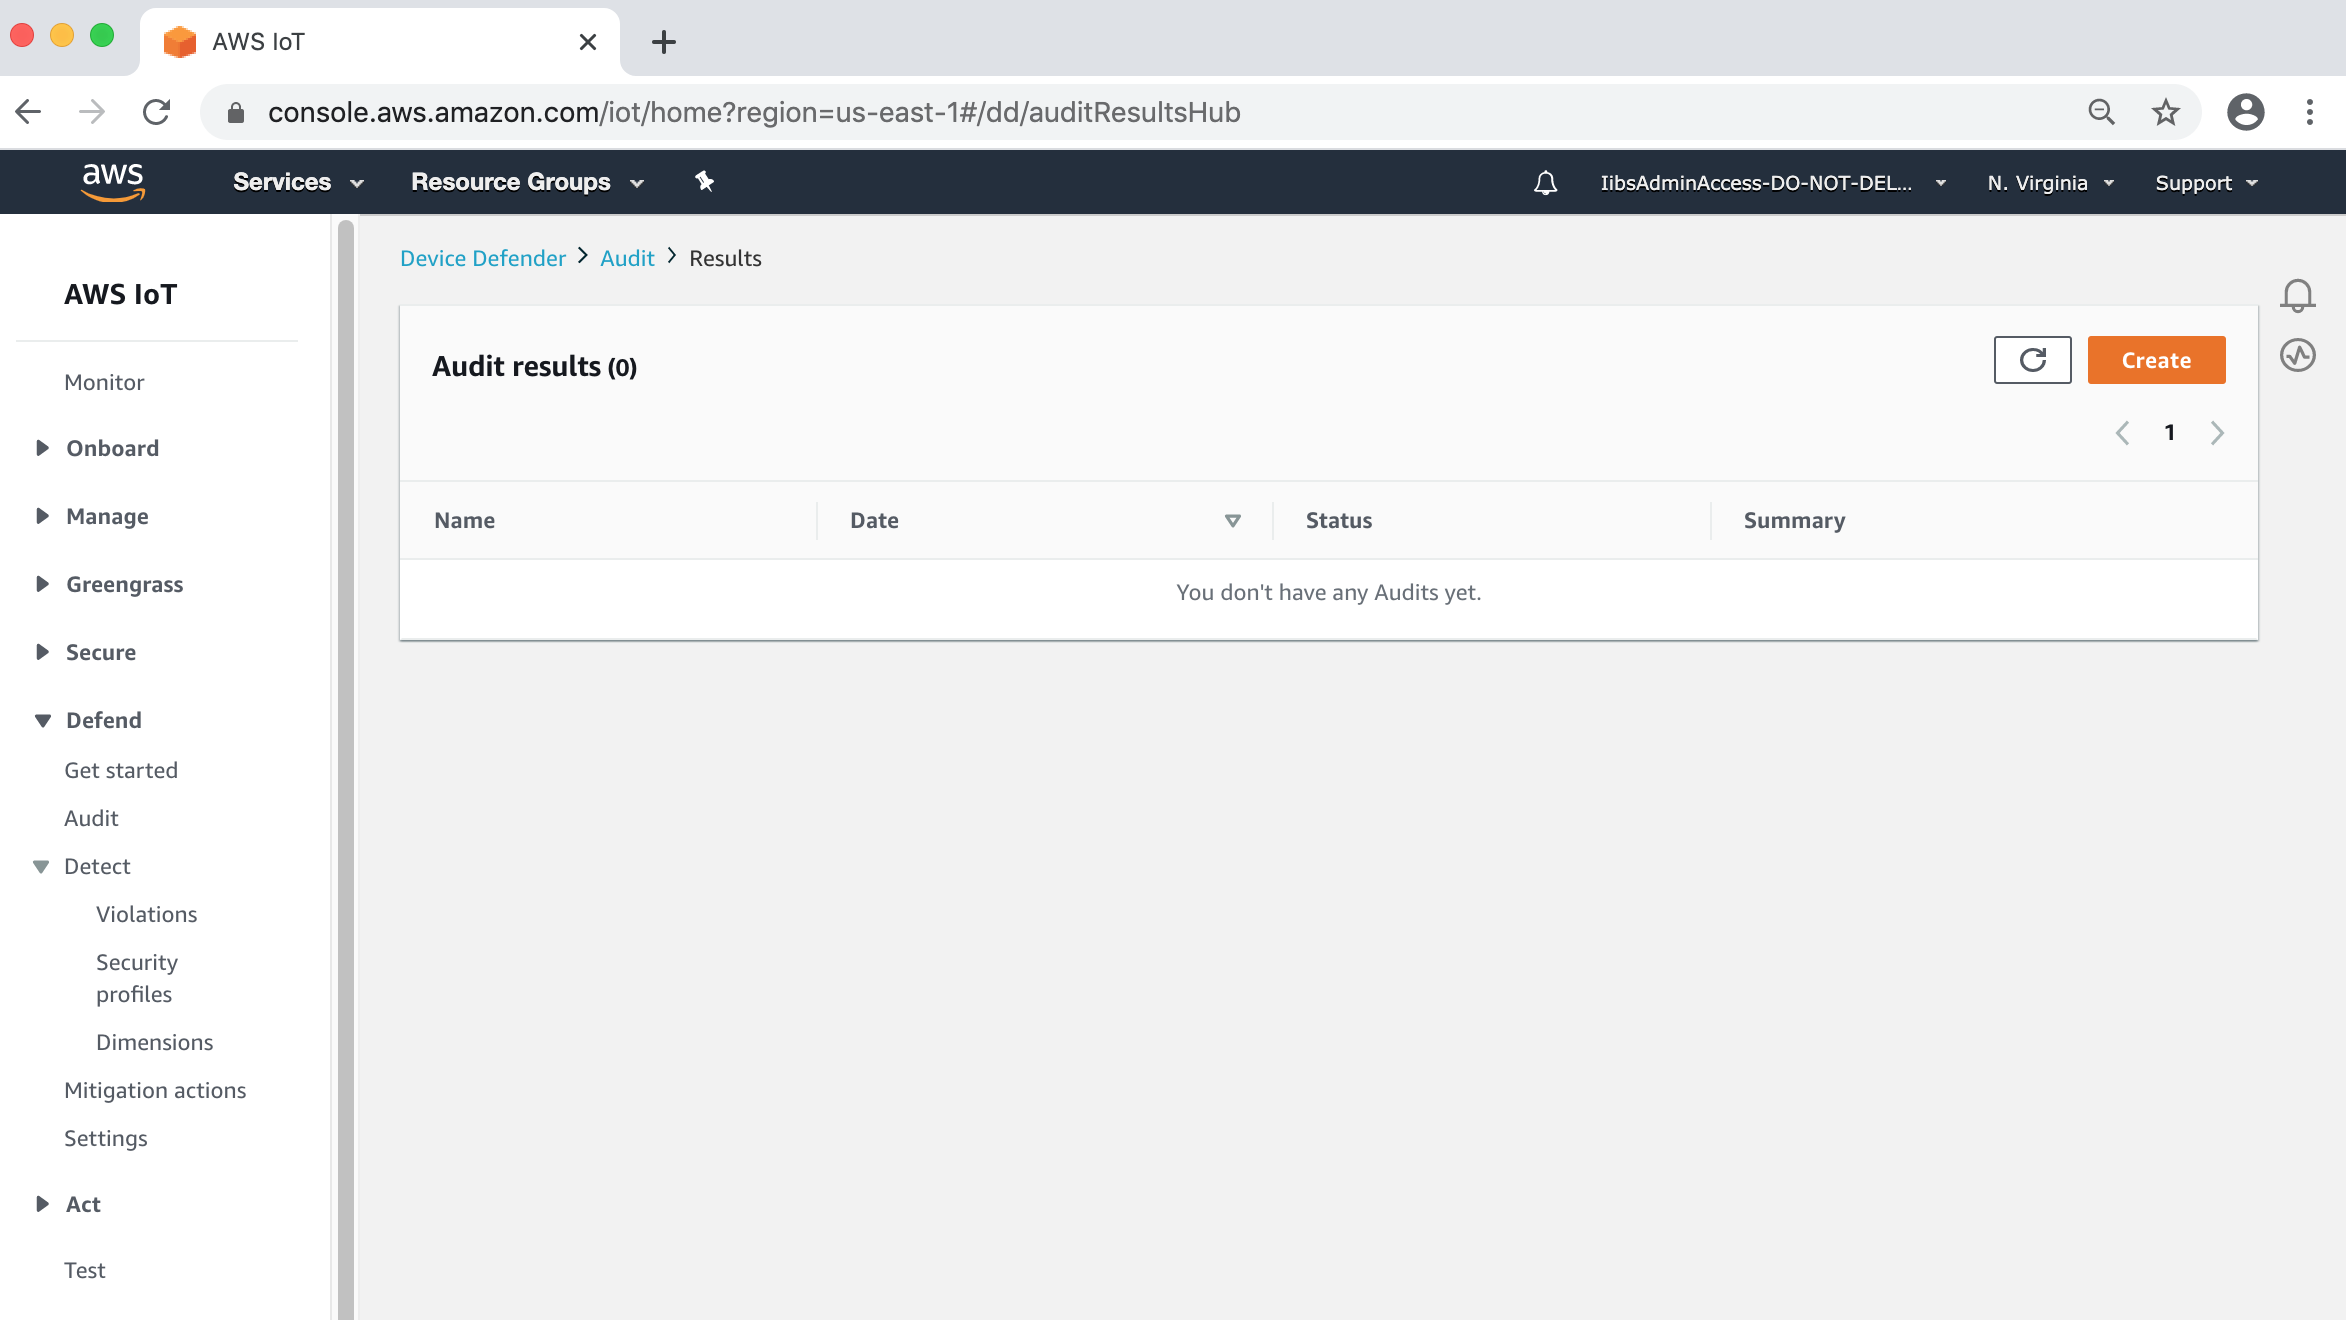 AWS IoT
console.aws.amazon.com/iot/home?region=us-east-1#/dd/auditResultsHub
aws Services Resource Groups IibsAdminAccess-DO-NOT-DEL... N. Virginia Support
Device Defender Audit Results
AWS IoT
Monitor
Onboard
Manage
Greengrass
Secure
Defend
Get started
Audit
Detect
Violations
Security
profiles
Dimensions
Mitigation actions
Settings
Act
Test
Audit results (0)
Create
1
Name Date Status Summary
You don't have any Audits yet.